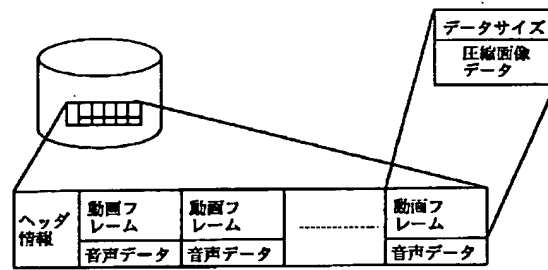 データサイズ
圧縮画像
データ
ヘッダ
情報
動画フ
レーム
音声データ
動画フ
レーム
音声データ
動画フ
レーム
音声データ